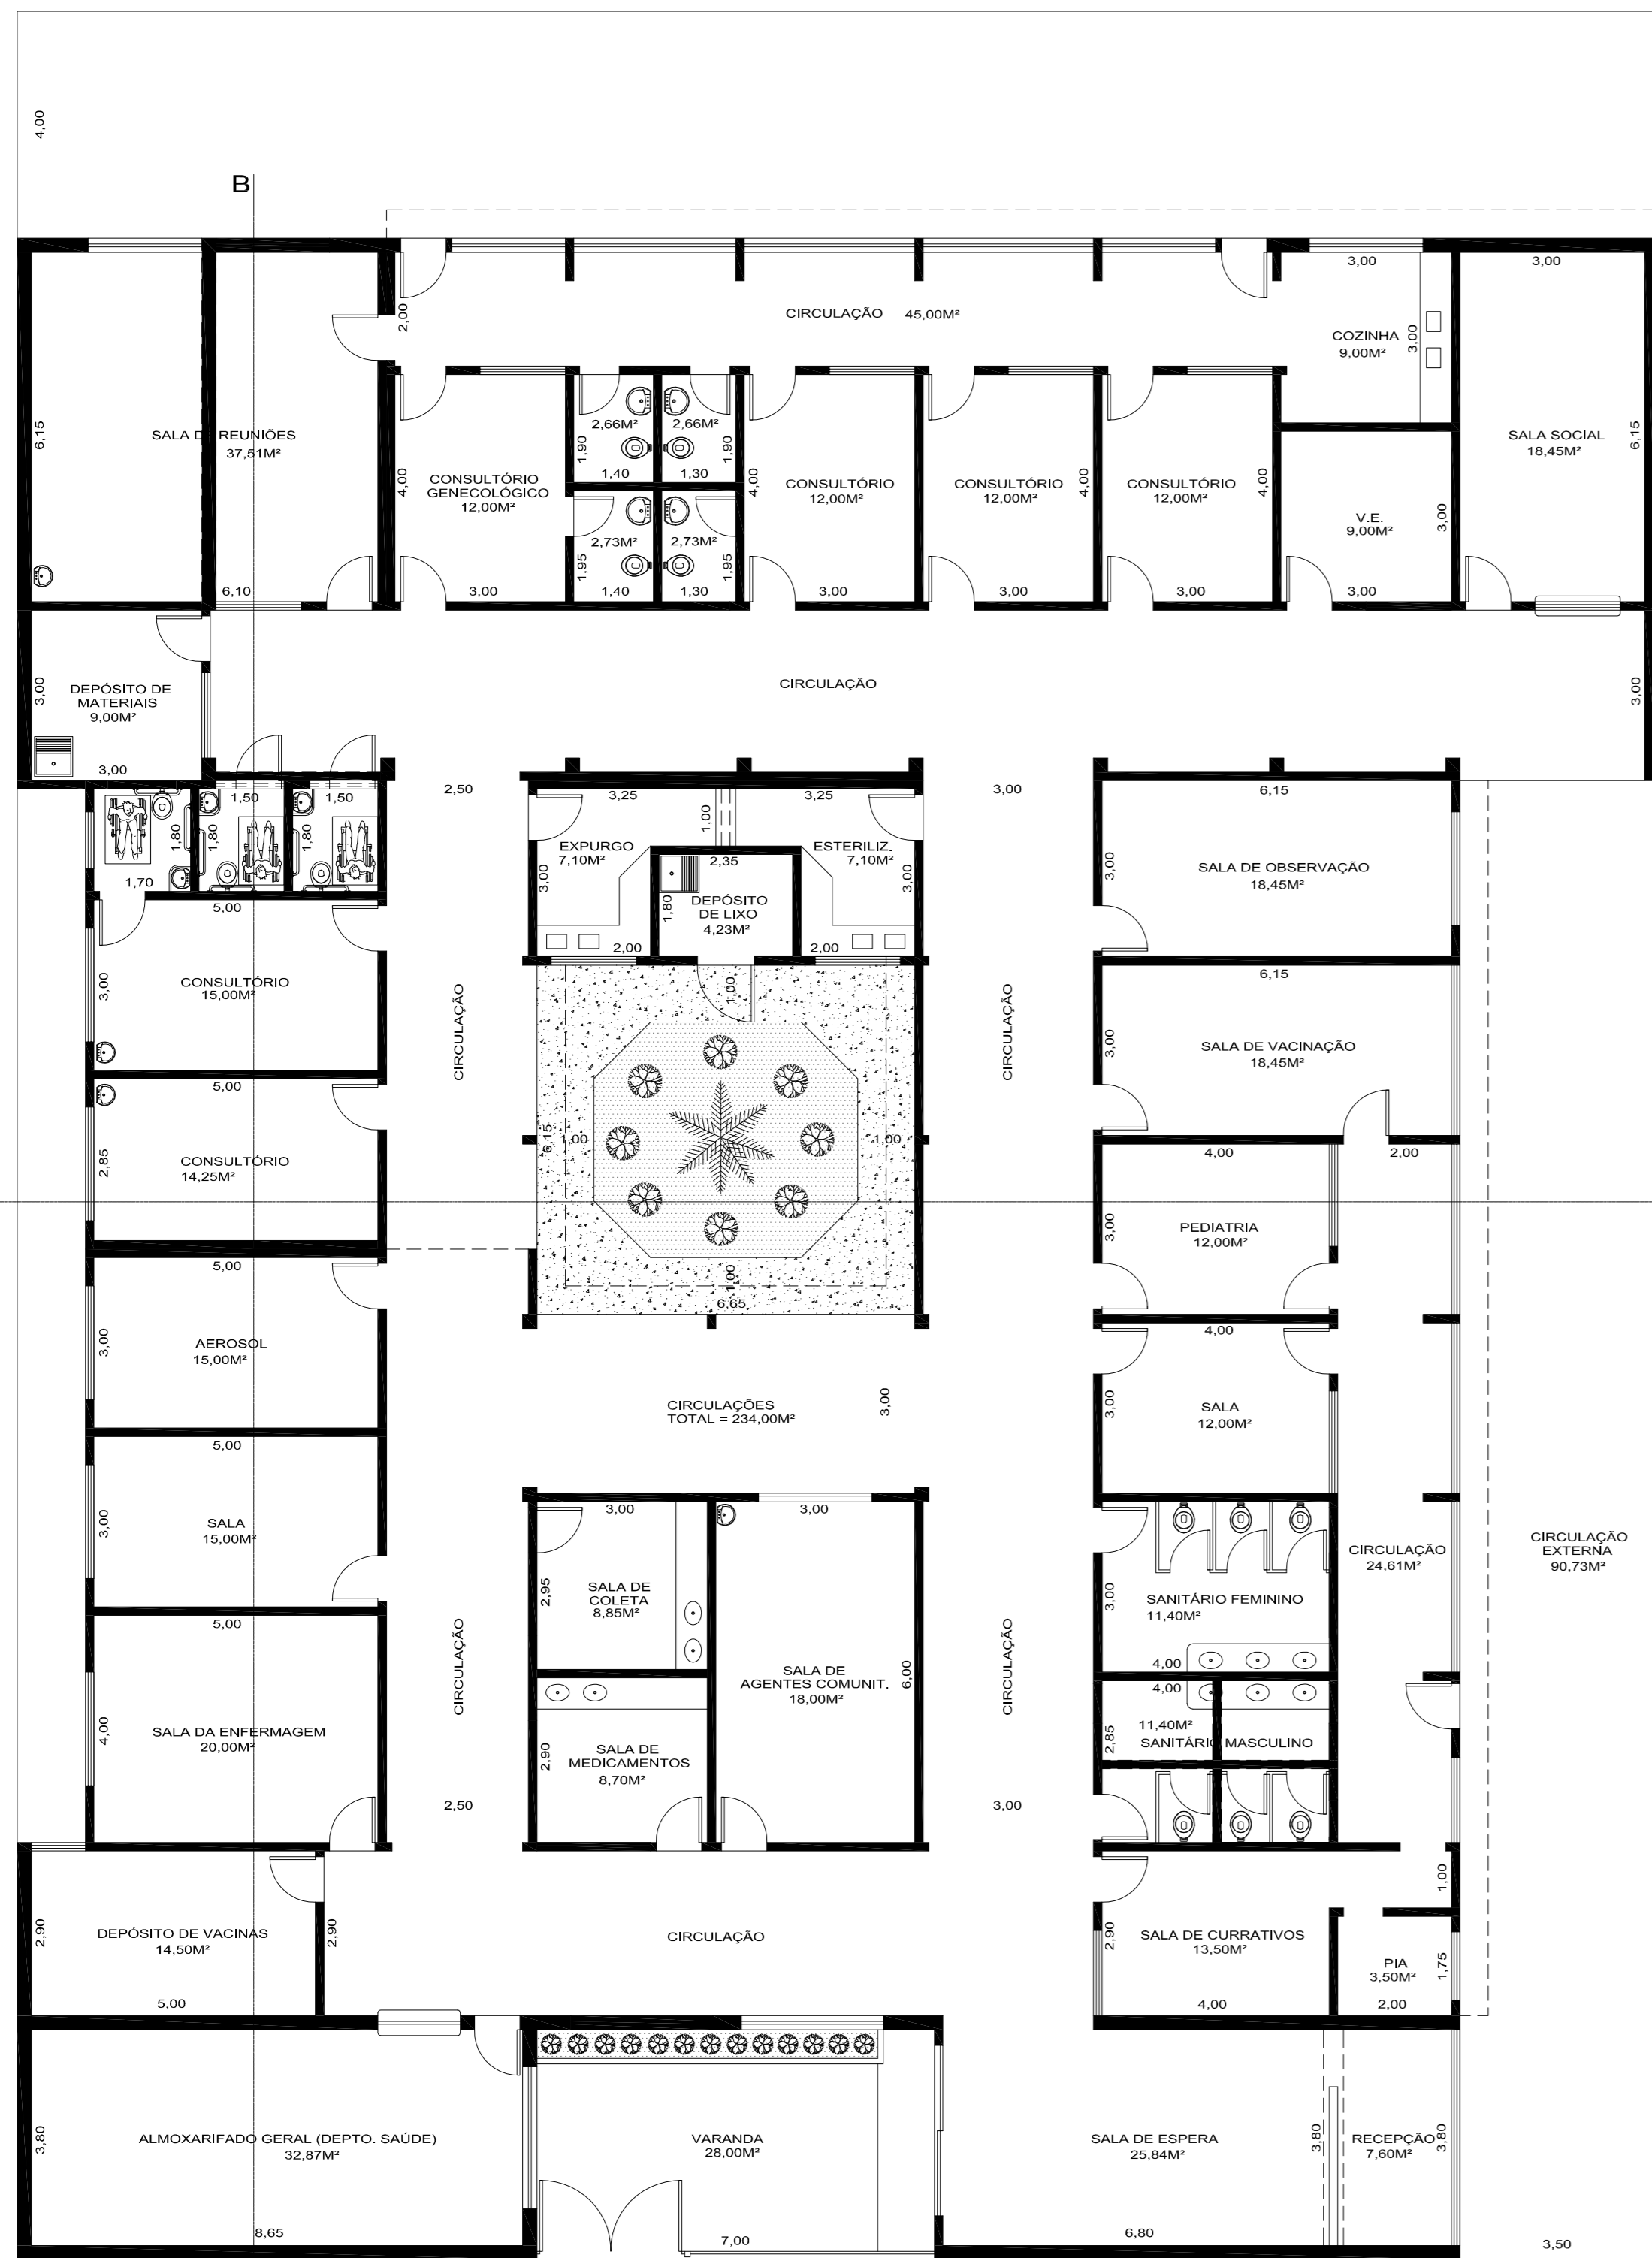 4,00
B
3,00
3,00
2,00
CIRCULAÇÃO 45,00M²
COZINHA
9,00M²
3,00
6,15
SALA DE REUNIÕES
37,51M²
6,10
4,00
CONSULTÓRIO
GENECOLÓGICO
12,00M²
3,00
2,66M²
1,90
1,40
2,66M²
1,90
1,30
2,73M²
1,95
1,40
2,73M²
1,95
1,30
4,00
CONSULTÓRIO
12,00M²
3,00
CONSULTÓRIO
12,00M²
4,00
3,00
CONSULTÓRIO
12,00M²
4,00
3,00
V.E.
9,00M²
3,00
3,00
SALA SOCIAL
18,45M²
6,15
3,00
DEPÓSITO DE
MATERIAIS
9,00M²
3,00
CIRCULAÇÃO
3,00
1,80
1,70
1,50
1,80
1,50
1,80
2,50
3,25
EXPURGO
7,10M²
3,00
2,00
1,00
3,25
ESTERILIZ.
7,10M²
3,00
2,00
2,35
DEPÓSITO
DE LIXO
4,23M²
1,80
3,00
6,15
SALA DE OBSERVAÇÃO
18,45M²
3,00
5,00
CONSULTÓRIO
15,00M²
3,00
CIRCULAÇÃO
1,00
6,15
1,00
1,00
1,00
6,65
CIRCULAÇÃO
6,15
SALA DE VACINAÇÃO
18,45M²
3,00
5,00
CONSULTÓRIO
14,25M²
2,85
4,00
2,00
PEDIATRIA
12,00M²
3,00
5,00
AEROSOL
15,00M²
3,00
CIRCULAÇÕES
TOTAL = 234,00M²
3,00
4,00
SALA
12,00M²
3,00
5,00
SALA
15,00M²
3,00
3,00
SALA DE
COLETA
8,85M²
2,95
3,00
SALA DE
AGENTES COMUNIT.
18,00M²
6,00
SANITÁRIO FEMININO
11,40M²
3,00
4,00
CIRCULAÇÃO
24,61M²
CIRCULAÇÃO
EXTERNA
90,73M²
5,00
SALA DA ENFERMAGEM
20,00M²
4,00
CIRCULAÇÃO
2,50
SALA DE
MEDICAMENTOS
8,70M²
2,90
CIRCULAÇÃO
3,00
4,00
11,40M²
SANITÁRIO MASCULINO
2,85
2,90
DEPÓSITO DE VACINAS
14,50M²
5,00
2,90
CIRCULAÇÃO
2,90
SALA DE CURRATIVOS
13,50M²
4,00
1,00
PIA
3,50M²
1,75
2,00
3,80
ALMOXARIFADO GERAL (DEPTO. SAÚDE)
32,87M²
8,65
VARANDA
28,00M²
7,00
SALA DE ESPERA
25,84M²
6,80
3,80
RECEPÇÃO
7,60M²
3,80
3,50